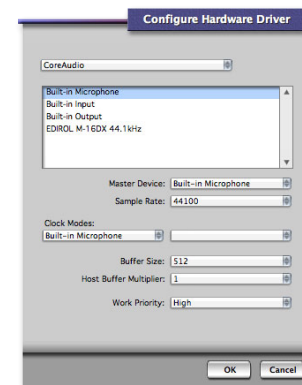 Configure Hardware Driver
CoreAudio
Built-in Microphone
Built-in Input
Built-in Output
EDIROL M-16DX 44.1kHz
Master Device: Built-in Microphone
Sample Rate: 44100
Clock Modes:
Built-in Microphone
Buffer Size: 512
Host Buffer Multiplier: 1
Work Priority: High
OK Cancel